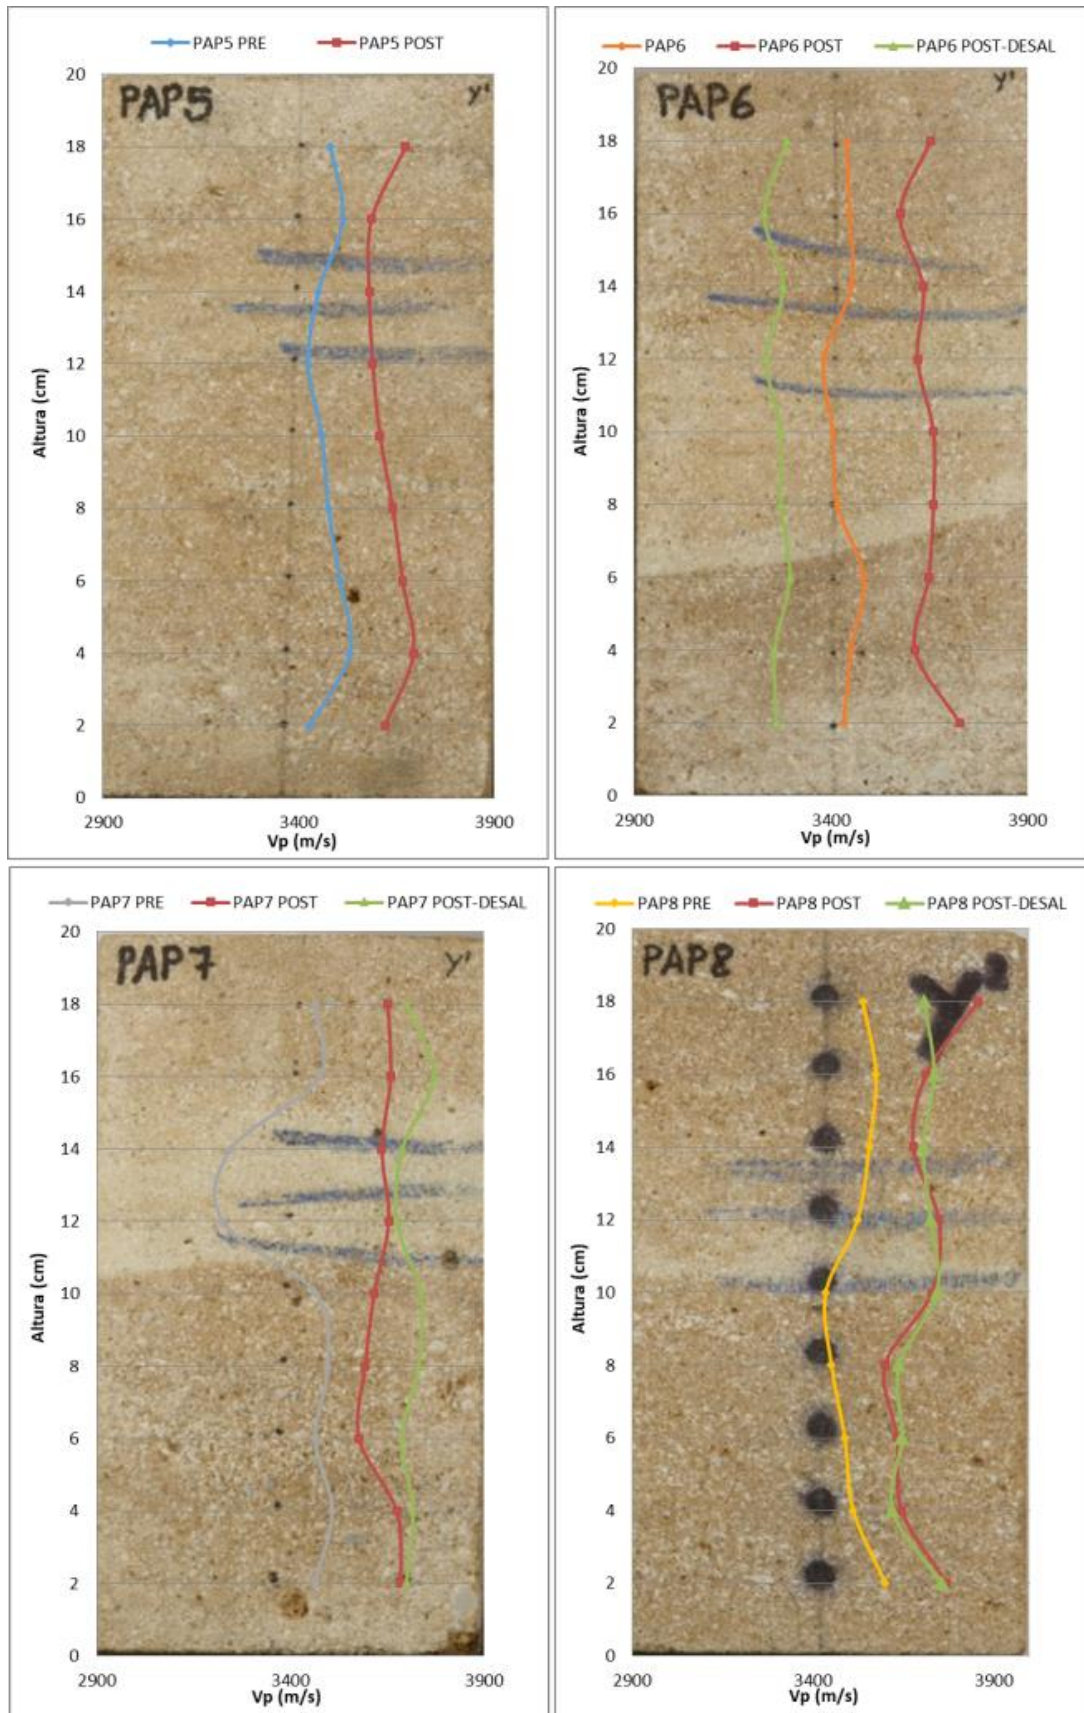 PAP5 PRE PAP5 POST
20
PAP5 Y'
18
16
14
12
10
8
6
4
2
0
Altura (cm)
2900 3400 3900
Vp (m/s)
PAP6 PAP6 POST PAP6 POST-DESAL
20
PAP6 Y'
18
16
14
12
10
8
6
4
2
0
Altura (cm)
2900 3400 3900
Vp (m/s)
PAP7 PRE PAP7 POST PAP7 POST-DESAL
20
PAP7 Y'
18
16
14
12
10
8
6
4
2
0
Altura (cm)
2900 3400 3900
Vp (m/s)
PAP8 PRE PAP8 POST PAP8 POST-DESAL
20
PAP8 Y
18
16
14
12
10
8
6
4
2
0
Altura (cm)
2900 3400 3900
Vp (m/s)